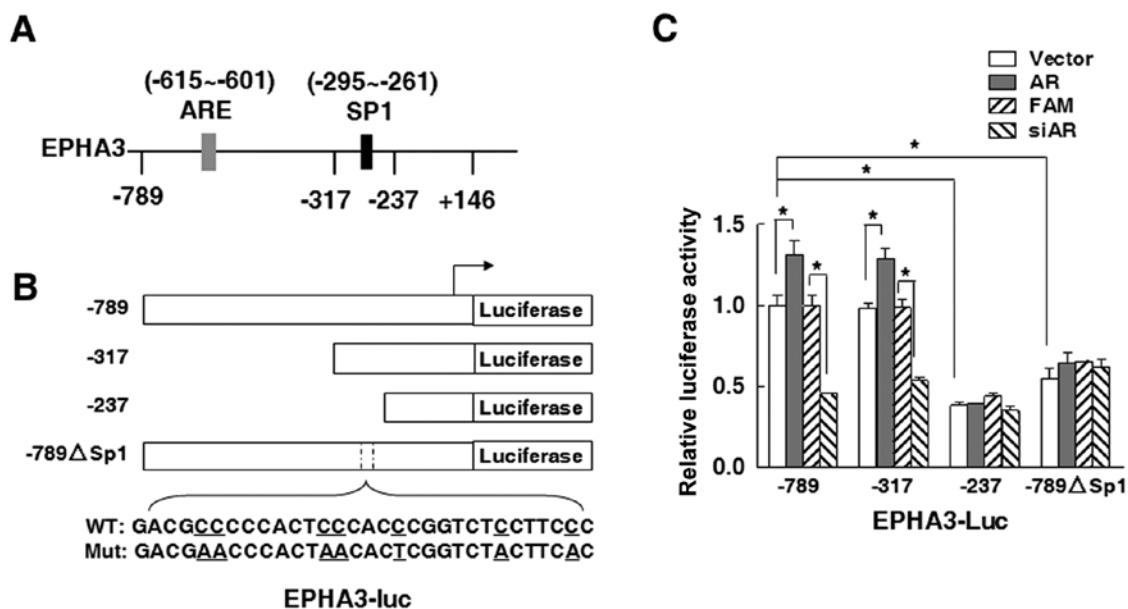 A
(-615~-601)
(-295~-261)
ARE
SP1
EPHA3
-789
-317
-237
+146
B
-789
Luciferase
-317
Luciferase
-237
Luciferase
-789△Sp1
Luciferase
WT: GACGCCCCCACTCCCACCCGGTCTCCTTCCC
Mut: GACGAACCCACTAACACTCGGTCTACTTCAC
EPHA3-luc
C
Vector
AR
FAM
siAR
*
*
*
*
*
*
Relative luciferase activity
1.5
1.0
0.5
0.0
-789
-317
-237
-789△Sp1
EPHA3-Luc